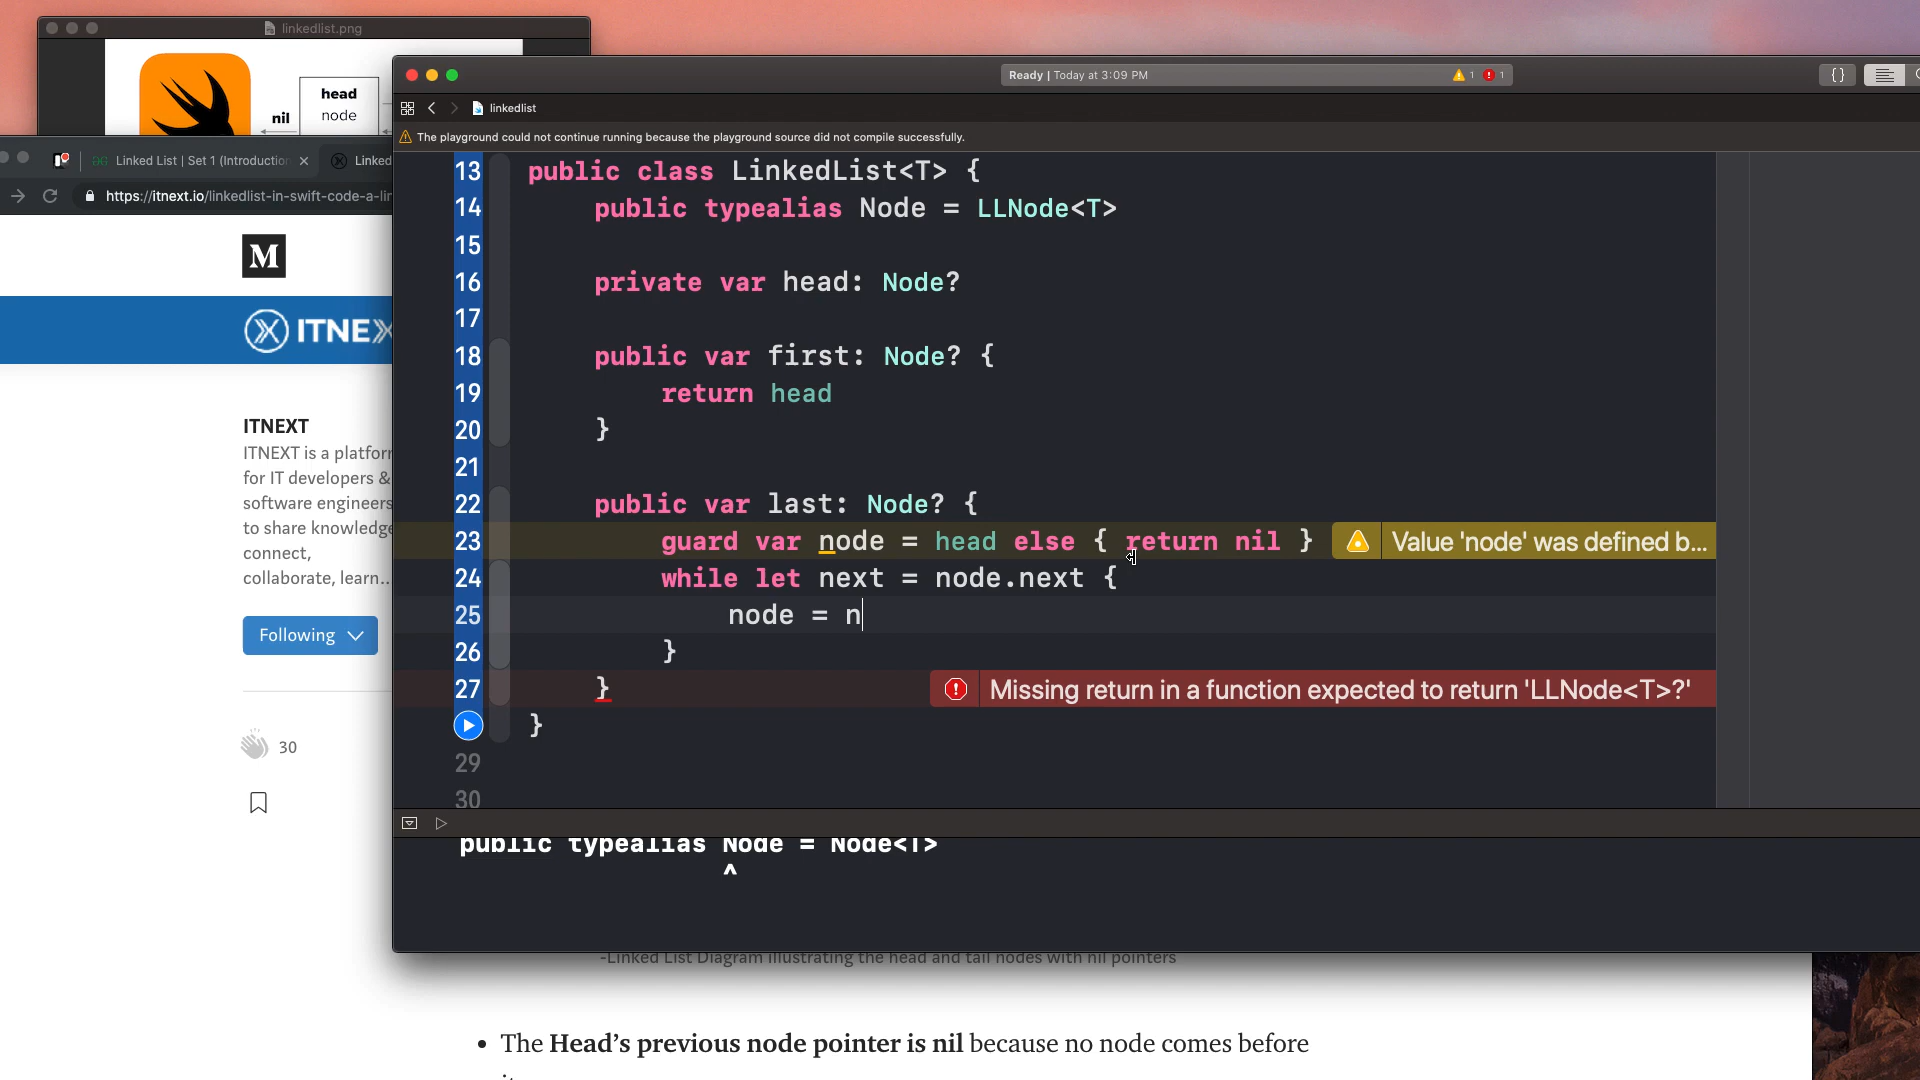 linkedlist.png
head
node
nil
Ready | Today at 3:09 PM
1
1
{}
linkedlist
The playground could not continue running because the playground source did not compile successfully.
Linked List | Set 1 (Introduction
Linked
https://itnext.io/linkedlist-in-swift-code-a-lin
M
ITNEX
ITNEXT
ITNEXT is a platfor
for IT developers &
software engineers
to share knowledge
connect,
collaborate, learn..
Following
30
13 public class LinkedList<T> {
14 public typealias Node = LLNode<T>
15
16 private var head: Node?
17
18 public var first: Node? {
19 return head
20 }
21
22 public var last: Node? {
23 guard var node = head else { return nil } Value 'node' was defined b...
24 while let next = node.next {
25 node = n
26 }
27 } Missing return in a function expected to return 'LLNode<T>?'
}
29
30
public typealias Node = Node<T>
^
-Linked List Diagram illustrating the head and tail nodes with nil pointers
• The Head’s previous node pointer is nil because no node comes before